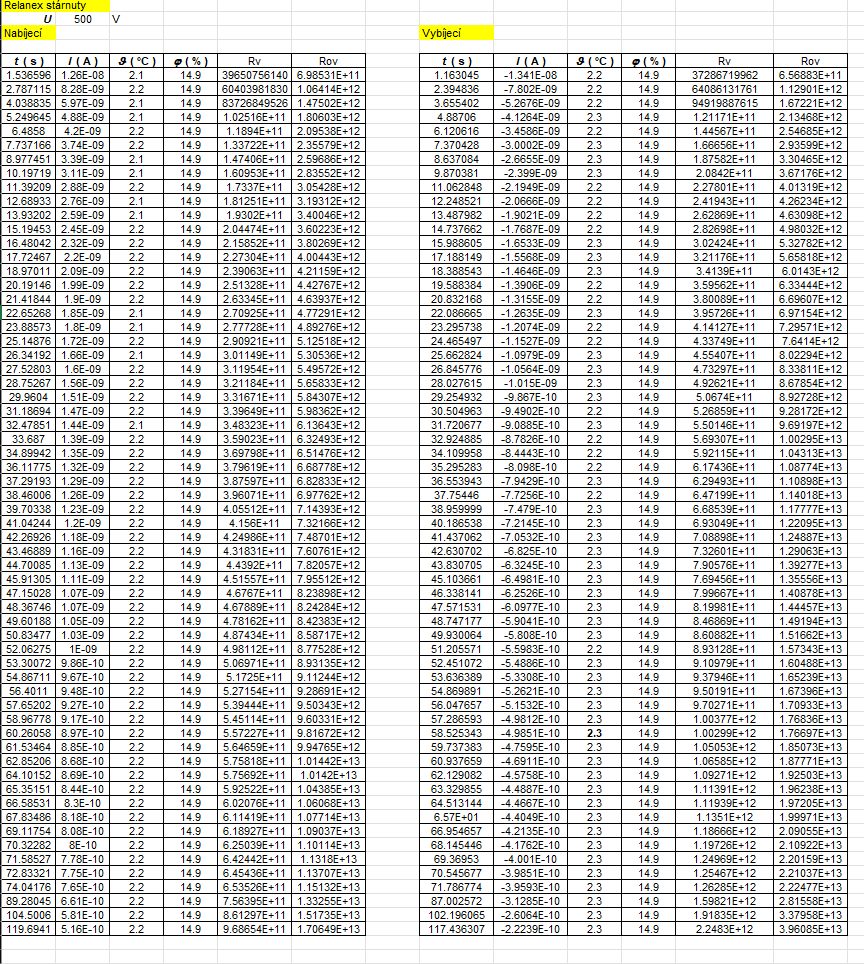 Relanex stárnuty
U 500 V
Nabíjecí Vybíjecí
t ( s ) I ( A ) ϑ ( °C ) φ ( % ) Rv Rov t ( s ) I ( A ) ϑ ( °C ) φ ( % ) Rv Rov
1.536596 1.26E-08 2.1 14.9 39650756140 6.98531E+11 1.163045 -1.341E-08 2.2 14.9 37286719962 6.56883E+11
2.787115 8.28E-09 2.2 14.9 60403981830 1.06414E+12 2.394836 -7.802E-09 2.2 14.9 64086131761 1.12901E+12
4.038835 5.97E-09 2.1 14.9 83726849526 1.47502E+12 3.655402 -5.2676E-09 2.2 14.9 94919887615 1.67221E+12
5.249645 4.88E-09 2.1 14.9 1.02516E+11 1.80603E+12 4.88706 -4.1264E-09 2.3 14.9 1.21171E+11 2.13468E+12
6.4858 4.2E-09 2.2 14.9 1.1894E+11 2.09538E+12 6.120616 -3.4586E-09 2.2 14.9 1.44567E+11 2.54685E+12
7.737166 3.74E-09 2.2 14.9 1.33722E+11 2.35579E+12 7.370428 -3.0002E-09 2.3 14.9 1.66656E+11 2.93599E+12
8.977451 3.39E-09 2.1 14.9 1.47406E+11 2.59686E+12 8.637084 -2.6655E-09 2.3 14.9 1.87582E+11 3.30465E+12
10.19719 3.11E-09 2.1 14.9 1.60953E+11 2.83552E+12 9.870381 -2.399E-09 2.3 14.9 2.0842E+11 3.67176E+12
11.39209 2.88E-09 2.2 14.9 1.7337E+11 3.05428E+12 11.062848 -2.1949E-09 2.2 14.9 2.27801E+11 4.01319E+12
12.68933 2.76E-09 2.1 14.9 1.81251E+11 3.19312E+12 12.248521 -2.0666E-09 2.2 14.9 2.41943E+11 4.26234E+12
13.93202 2.59E-09 2.1 14.9 1.9302E+11 3.40046E+12 13.487982 -1.9021E-09 2.2 14.9 2.62869E+11 4.63098E+12
15.19453 2.45E-09 2.2 14.9 2.04474E+11 3.60223E+12 14.737662 -1.7687E-09 2.2 14.9 2.82698E+11 4.98032E+12
16.48042 2.32E-09 2.2 14.9 2.15852E+11 3.80269E+12 15.988605 -1.6533E-09 2.3 14.9 3.02424E+11 5.32782E+12
17.72467 2.2E-09 2.2 14.9 2.27304E+11 4.00443E+12 17.188149 -1.5568E-09 2.3 14.9 3.21176E+11 5.65818E+12
18.97011 2.09E-09 2.2 14.9 2.39063E+11 4.21159E+12 18.388543 -1.4646E-09 2.3 14.9 3.4139E+11 6.0143E+12
20.19146 1.99E-09 2.2 14.9 2.51328E+11 4.42767E+12 19.588384 -1.3906E-09 2.2 14.9 3.59562E+11 6.33444E+12
21.41844 1.9E-09 2.2 14.9 2.63345E+11 4.63937E+12 20.832168 -1.3155E-09 2.2 14.9 3.80089E+11 6.69607E+12
22.65268 1.85E-09 2.1 14.9 2.70925E+11 4.77291E+12 22.086665 -1.2635E-09 2.3 14.9 3.95726E+11 6.97154E+12
23.88573 1.8E-09 2.1 14.9 2.77728E+11 4.89276E+12 23.295738 -1.2074E-09 2.2 14.9 4.14127E+11 7.29571E+12
25.14876 1.72E-09 2.2 14.9 2.90921E+11 5.12518E+12 24.465497 -1.1527E-09 2.2 14.9 4.33749E+11 7.6414E+12
26.34192 1.66E-09 2.1 14.9 3.01149E+11 5.30536E+12 25.662824 -1.0979E-09 2.3 14.9 4.55407E+11 8.02294E+12
27.52803 1.6E-09 2.2 14.9 3.11954E+11 5.49572E+12 26.845776 -1.0564E-09 2.3 14.9 4.73297E+11 8.33811E+12
28.75267 1.56E-09 2.2 14.9 3.21184E+11 5.65833E+12 28.027615 -1.015E-09 2.3 14.9 4.92621E+11 8.67854E+12
29.9604 1.51E-09 2.2 14.9 3.31671E+11 5.84307E+12 29.254932 -9.867E-10 2.3 14.9 5.0674E+11 8.92728E+12
31.18694 1.47E-09 2.2 14.9 3.39649E+11 5.98362E+12 30.504963 -9.4902E-10 2.2 14.9 5.26859E+11 9.28172E+12
32.47851 1.44E-09 2.1 14.9 3.48323E+11 6.13643E+12 31.720677 -9.0885E-10 2.3 14.9 5.50146E+11 9.69197E+12
33.687 1.39E-09 2.2 14.9 3.59023E+11 6.32493E+12 32.924885 -8.7826E-10 2.2 14.9 5.69307E+11 1.00295E+13
34.89942 1.35E-09 2.2 14.9 3.69798E+11 6.51476E+12 34.109958 -8.4443E-10 2.2 14.9 5.92115E+11 1.04313E+13
36.11775 1.32E-09 2.2 14.9 3.79619E+11 6.68778E+12 35.295283 -8.098E-10 2.2 14.9 6.17436E+11 1.08774E+13
37.29193 1.29E-09 2.2 14.9 3.87597E+11 6.82833E+12 36.553943 -7.9429E-10 2.3 14.9 6.29493E+11 1.10898E+13
38.46006 1.26E-09 2.2 14.9 3.96071E+11 6.97762E+12 37.75446 -7.7256E-10 2.2 14.9 6.47199E+11 1.14018E+13
39.70338 1.23E-09 2.2 14.9 4.05512E+11 7.14393E+12 38.959999 -7.479E-10 2.3 14.9 6.68539E+11 1.17777E+13
41.04244 1.2E-09 2.2 14.9 4.156E+11 7.32166E+12 40.186538 -7.2145E-10 2.3 14.9 6.93049E+11 1.22095E+13
42.26926 1.18E-09 2.2 14.9 4.24986E+11 7.48701E+12 41.437062 -7.0532E-10 2.3 14.9 7.08898E+11 1.24887E+13
43.46889 1.16E-09 2.2 14.9 4.31831E+11 7.60761E+12 42.630702 -6.825E-10 2.3 14.9 7.32601E+11 1.29063E+13
44.70085 1.13E-09 2.2 14.9 4.4392E+11 7.82057E+12 43.830705 -6.3245E-10 2.3 14.9 7.90576E+11 1.39277E+13
45.91305 1.11E-09 2.2 14.9 4.51557E+11 7.95512E+12 45.103661 -6.4981E-10 2.3 14.9 7.69456E+11 1.35556E+13
47.15028 1.07E-09 2.2 14.9 4.6767E+11 8.23898E+12 46.338141 -6.2526E-10 2.3 14.9 7.99667E+11 1.40878E+13
48.36746 1.07E-09 2.2 14.9 4.67889E+11 8.24284E+12 47.571531 -6.0977E-10 2.3 14.9 8.19981E+11 1.44457E+13
49.60188 1.05E-09 2.2 14.9 4.78162E+11 8.42383E+12 48.747177 -5.9041E-10 2.3 14.9 8.46869E+11 1.49194E+13
50.83477 1.03E-09 2.2 14.9 4.87434E+11 8.58717E+12 49.930064 -5.808E-10 2.3 14.9 8.60882E+11 1.51662E+13
52.06275 1E-09 2.2 14.9 4.98112E+11 8.77528E+12 51.205571 -5.5983E-10 2.2 14.9 8.93128E+11 1.57343E+13
53.30072 9.86E-10 2.2 14.9 5.06971E+11 8.93135E+12 52.451072 -5.4886E-10 2.3 14.9 9.10979E+11 1.60488E+13
54.86711 9.67E-10 2.2 14.9 5.1725E+11 9.11244E+12 53.636389 -5.3308E-10 2.3 14.9 9.37946E+11 1.65239E+13
56.4011 9.48E-10 2.2 14.9 5.27154E+11 9.28691E+12 54.869891 -5.2621E-10 2.3 14.9 9.50191E+11 1.67396E+13
57.65202 9.27E-10 2.2 14.9 5.39444E+11 9.50343E+12 56.047657 -5.1532E-10 2.3 14.9 9.70271E+11 1.70933E+13
58.96778 9.17E-10 2.2 14.9 5.45114E+11 9.60331E+12 57.286593 -4.9812E-10 2.3 14.9 1.00377E+12 1.76836E+13
60.26058 8.97E-10 2.2 14.9 5.57227E+11 9.81672E+12 58.525343 -4.9851E-10 2.3 14.9 1.00299E+12 1.76697E+13
61.53464 8.85E-10 2.2 14.9 5.64659E+11 9.94765E+12 59.737383 -4.7595E-10 2.3 14.9 1.05053E+12 1.85073E+13
62.85206 8.68E-10 2.2 14.9 5.75818E+11 1.01442E+13 60.937659 -4.6911E-10 2.3 14.9 1.06585E+12 1.87771E+13
64.10152 8.69E-10 2.2 14.9 5.75692E+11 1.0142E+13 62.129082 -4.5758E-10 2.3 14.9 1.09271E+12 1.92503E+13
65.35151 8.44E-10 2.2 14.9 5.92522E+11 1.04385E+13 63.329855 -4.4887E-10 2.3 14.9 1.11391E+12 1.96238E+13
66.58531 8.3E-10 2.2 14.9 6.02076E+11 1.06068E+13 64.513144 -4.4667E-10 2.3 14.9 1.11939E+12 1.97205E+13
67.83486 8.18E-10 2.2 14.9 6.11419E+11 1.07714E+13 6.57E+01 -4.4049E-10 2.3 14.9 1.1351E+12 1.99971E+13
69.11754 8.08E-10 2.2 14.9 6.18927E+11 1.09037E+13 66.954657 -4.2135E-10 2.3 14.9 1.18666E+12 2.09055E+13
70.32282 8E-10 2.2 14.9 6.25039E+11 1.10114E+13 68.145446 -4.1762E-10 2.3 14.9 1.19726E+12 2.10922E+13
71.58527 7.78E-10 2.2 14.9 6.42442E+11 1.1318E+13 69.36953 -4.001E-10 2.3 14.9 1.24969E+12 2.20159E+13
72.83321 7.75E-10 2.2 14.9 6.45436E+11 1.13707E+13 70.545677 -3.9851E-10 2.3 14.9 1.25467E+12 2.21037E+13
74.04176 7.65E-10 2.2 14.9 6.53526E+11 1.15132E+13 71.786774 -3.9593E-10 2.3 14.9 1.26285E+12 2.22477E+13
89.28045 6.61E-10 2.2 14.9 7.56395E+11 1.33255E+13 87.002572 -3.1285E-10 2.3 14.9 1.59821E+12 2.81558E+13
104.5006 5.81E-10 2.2 14.9 8.61297E+11 1.51735E+13 102.196065 -2.6064E-10 2.3 14.9 1.91835E+12 3.37958E+13
119.6941 5.16E-10 2.2 14.9 9.68654E+11 1.70649E+13 117.436307 -2.2239E-10 2.3 14.9 2.2483E+12 3.96085E+13